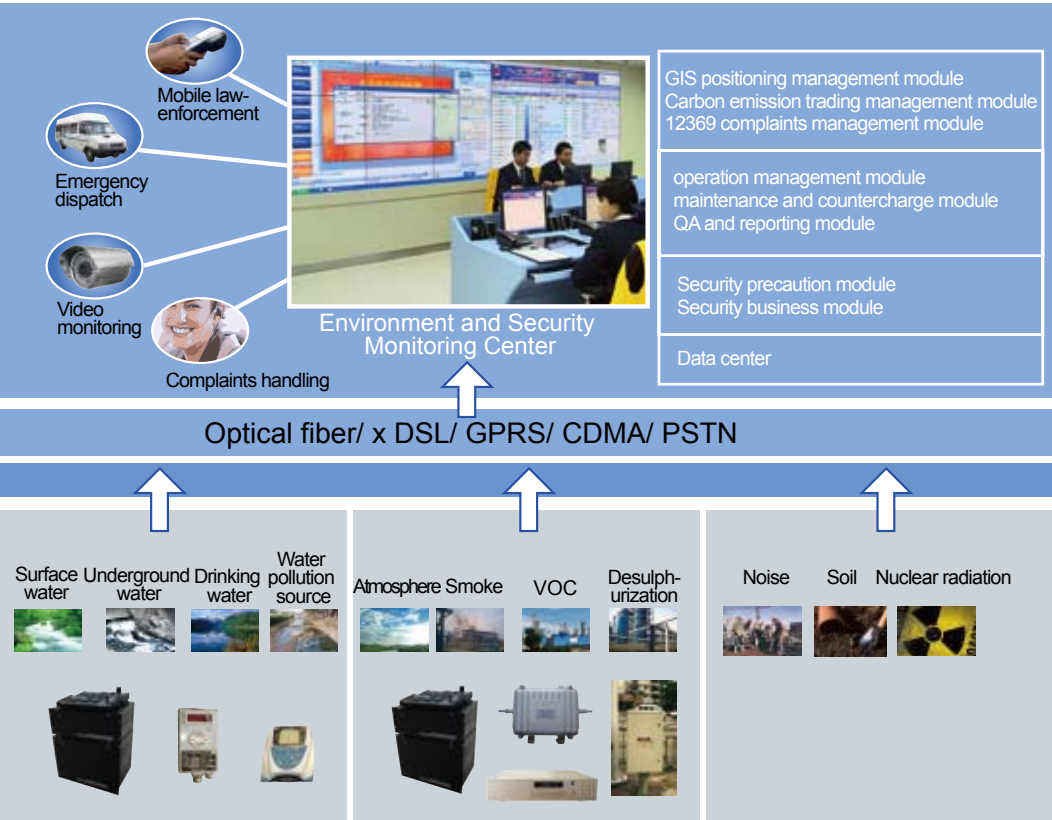 Mobile law-
enforcement
Emergency
dispatch
Video
monitoring
Complaints handling
Environment and Security
Monitoring Center
GIS positioning management module
Carbon emission trading management module
12369 complaints management module
operation management module
maintenance and countercharge module
QA and reporting module
Security precaution module
Security business module
Data center
Optical fiber/ x DSL/ GPRS/ CDMA/ PSTN
Surface
water
Underground
water
Drinking
water
Water
pollution
source
Atmosphere
Smoke
VOC
Desulph-
urization
Noise
Soil
Nuclear radiation